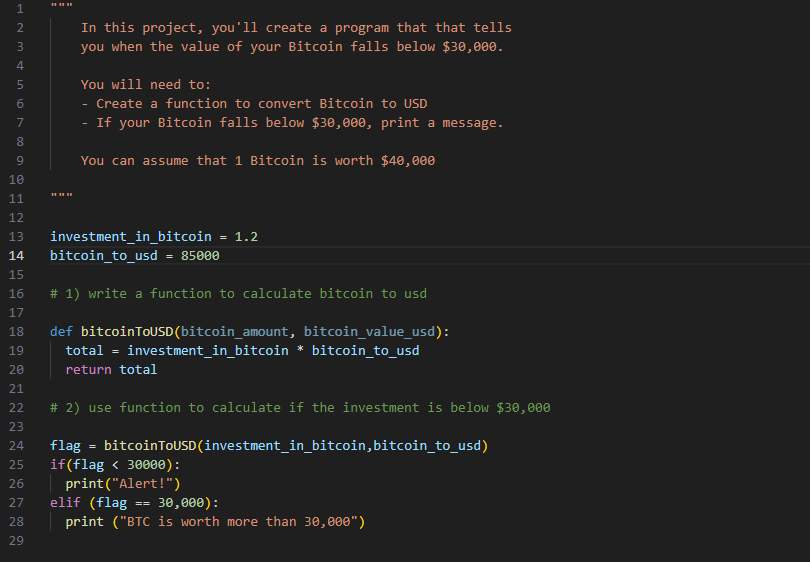 1 """
2 In this project, you'll create a program that that tells
3 you when the value of your Bitcoin falls below $30,000.
4
5 You will need to:
6 - Create a function to convert Bitcoin to USD
7 - If your Bitcoin falls below $30,000, print a message.
8
9 You can assume that 1 Bitcoin is worth $40,000
10
11 """
12
13 investment_in_bitcoin = 1.2
14 bitcoin_to_usd = 85000
15
16 # 1) write a function to calculate bitcoin to usd
17
18 def bitcoinToUSD(bitcoin_amount, bitcoin_value_usd):
19 total = investment_in_bitcoin * bitcoin_to_usd
20 return total
21
22 # 2) use function to calculate if the investment is below $30,000
23
24 flag = bitcoinToUSD(investment_in_bitcoin,bitcoin_to_usd)
25 if(flag < 30000):
26 print("Alert!")
27 elif (flag == 30,000):
28 print ("BTC is worth more than 30,000")
29